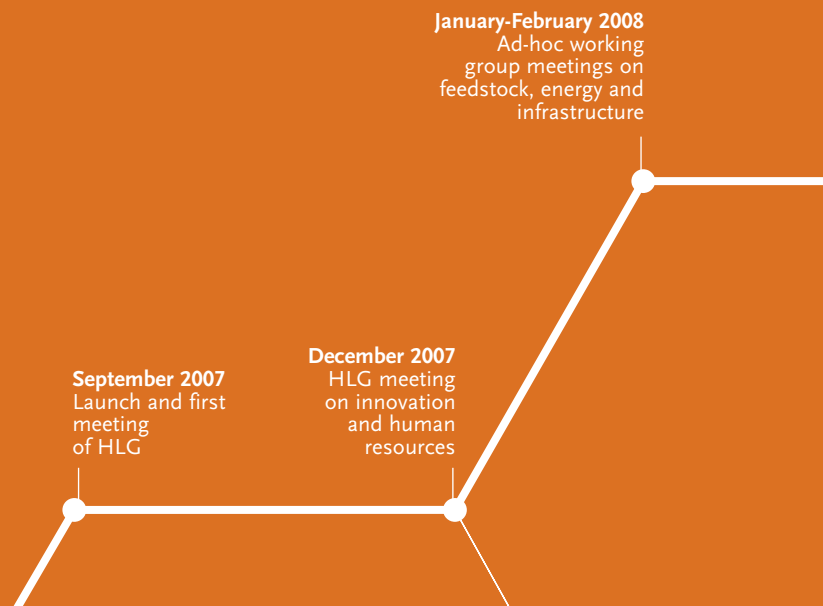 January-February 2008
Ad-hoc working
group meetings on
feedstock, energy and
infrastructure
December 2007
HLG meeting
on innovation
and human
resources
September 2007
Launch and first
meeting
of HLG